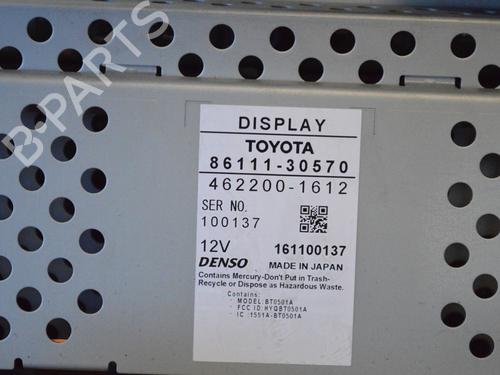 B-PARTS
DISPLAY
TOYOTA
86111-30570
462200-1612
SER NO.
100137
12V 161100137
DENSO MADE IN JAPAN
Contains Mercury-Don't Put in Trash-
Recycle or Dispose as Hazardous Waste.
Contains:
MODEL:BT0501A
FCC ID:HYQBT0501A
IC :1551A-BT0501A